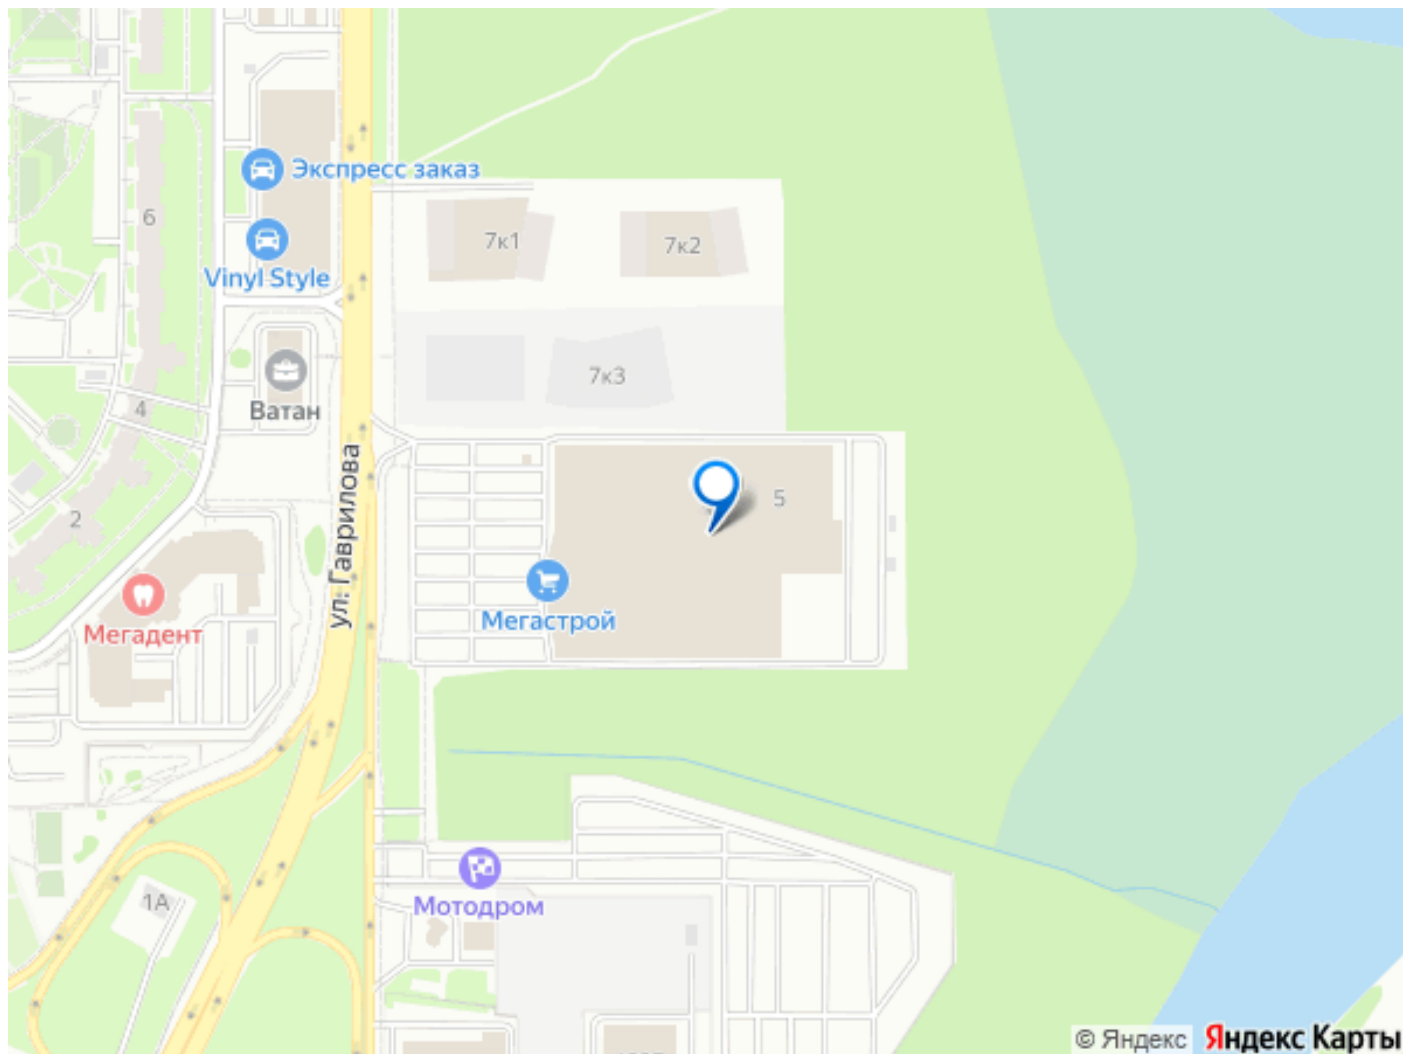 Экспресс заказ
6
7к1
7к2
Vinyl Style
7к3
Ватан
4
ул. Гаврилова
5
2
Мегастрой
Мегадент
Мотодром
1А
© Яндекс Яндекс Карты